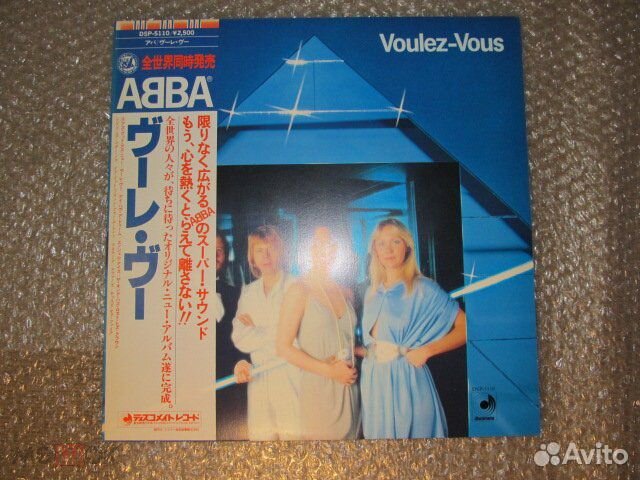 DSP-5110/¥2,500
アバ/ヴーレ・ヴー
全世界同時発売
ABBA®
ヴーレ・ヴー
限りなく広がるABBAのスーパー・サウンド
もう、心を熱くとらえて離さない!!
全世界の人々が、待ちに待ったオリジナル・ニュー・アルバム遂に完成。
ディスコメイト レコード
Voulez-Vous
DSP-5110
Avito